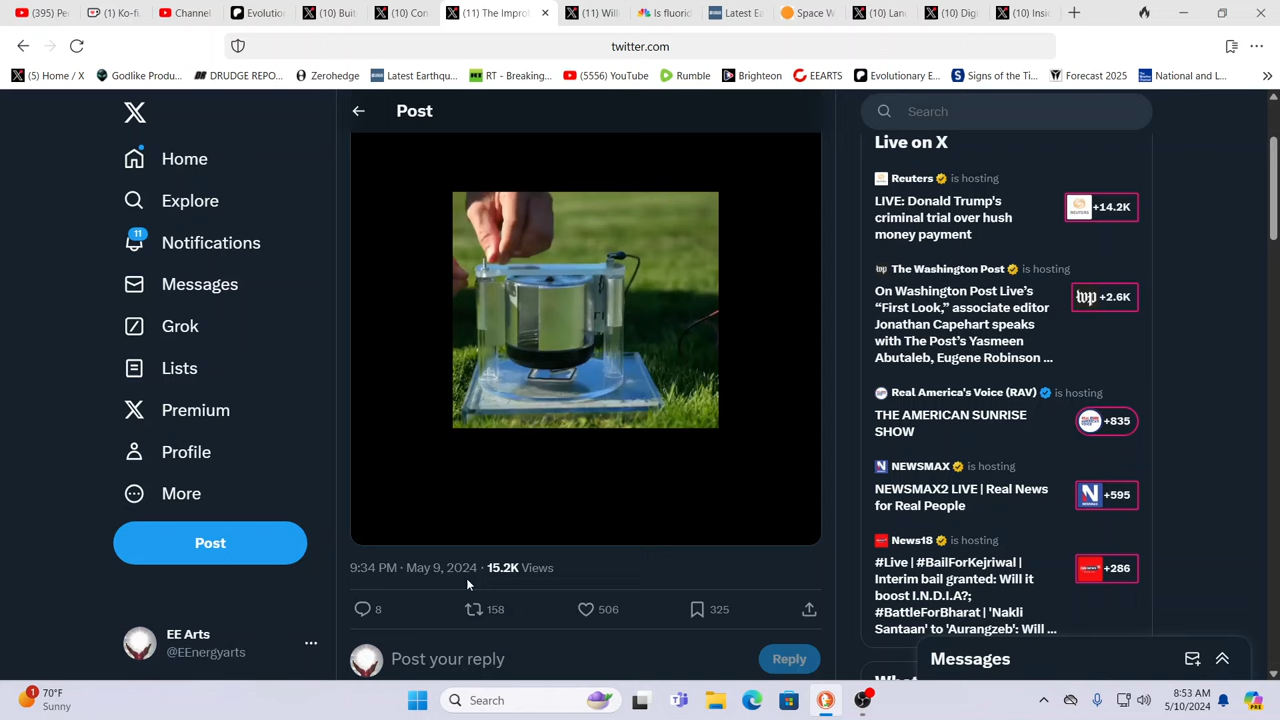 (395) Pe
(1) Ko-fi.
Channel
Evolutio
(10) Buil
(10) Co
(11) The Impro
(11) Wil
Is fluorid
Latest Ea
Space W
(10) Lan
(10) Dig
(10) Insi
twitter.com
(5) Home / X
Godlike Produ...
DRUDGE REPO...
Zerohedge
Latest Earthqu...
RT - Breaking...
(5556) YouTube
Rumble
Brighteon
EEARTS
Evolutionary E...
Signs of the Ti...
Forecast 2025
National and L...
Post
Search
Home
Explore
11
Notifications
Messages
Grok
Lists
Premium
Profile
More
Post
EE Arts
@EEnergyarts
9:34 PM · May 9, 2024 · 15.2K Views
8
158
506
325
Post your reply
Reply
Live on X
Reuters is hosting
LIVE: Donald Trump's
criminal trial over hush
money payment
REUTERS
+14.2K
The Washington Post is hosting
On Washington Post Live's
"First Look," associate editor
Jonathan Capehart speaks
with The Post's Yasmeen
Abutaleb, Eugene Robinson ...
wp
+2.6K
Real America's Voice (RAV) is hosting
THE AMERICAN SUNRISE
SHOW
+835
NEWSMAX is hosting
NEWSMAX2 LIVE | Real News
for Real People
+595
News18 is hosting
#Live | #BailForKejriwal |
Interim bail granted: Will it
boost I.N.D.I.A?;
#BattleForBharat | 'Nakli
Santaan' to 'Aurangzeb': Will ...
+286
Messages
1
70°F
Sunny
Search
8:53 AM
5/10/2024
PRE